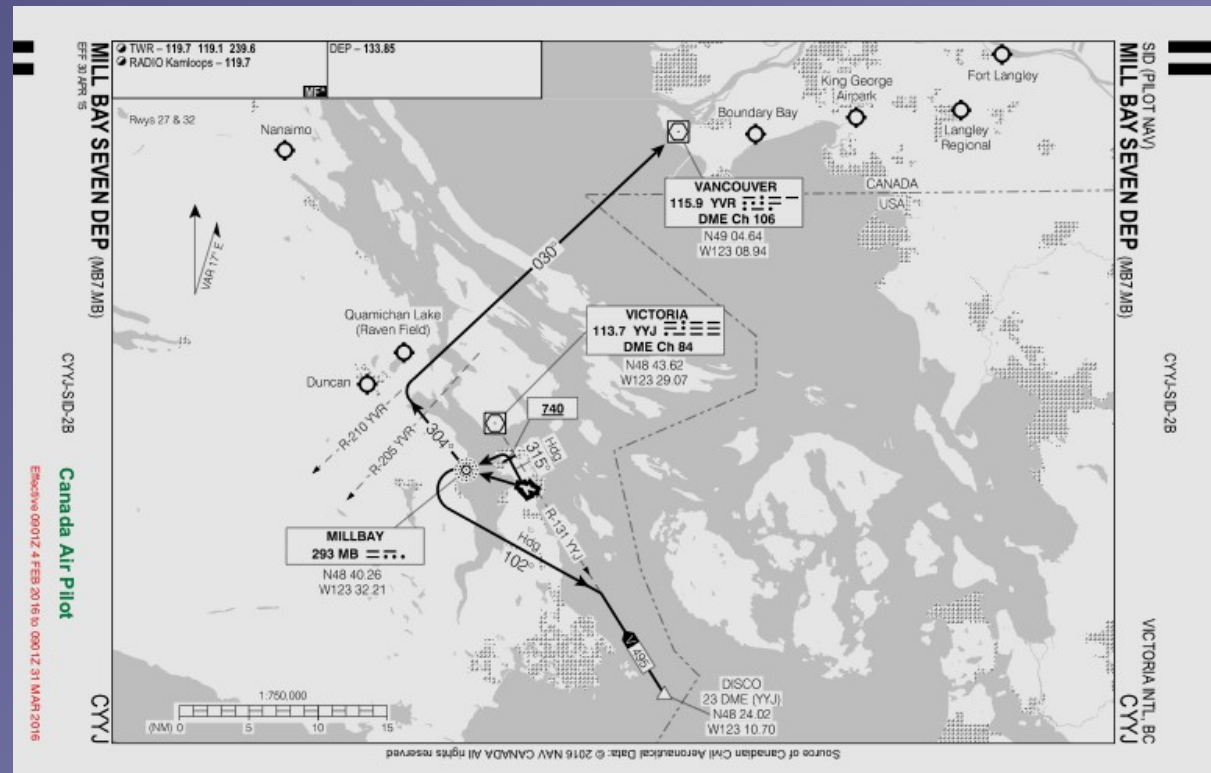 SID (PILOT NAV)
MILL BAY SEVEN DEP (MB7.MB)
CYYJ-SID-2B
VICTORIA INTL, BC
CYYJ
TWR – 119.7 119.1 239.6
RADIO Kamloops – 119.7
MF*
DEP – 133.85
Rwys 27 & 32
Nanaimo
VAR 17° E
Boundary Bay
King George
Airpark
Fort Langley
Langley
Regional
CANADA
USA
VANCOUVER
115.9 YVR
DME Ch 106
N49 04.64
W123 08.94
030°
Quamichan Lake
(Raven Field)
Duncan
VICTORIA
113.7 YYJ
DME Ch 84
N48 43.62
W123 29.07
740
R-210 YVR
R-205 YVR
304°
Hdg
315°
R-131 YYJ
MILLBAY
293 MB
N48 40.26
W123 32.21
Hdg
102°
V 495
DISCO
23 DME (YYJ)
N48 24.02
W123 10.70
1:750,000
(NM) 0 5 10 15
MILL BAY SEVEN DEP (MB7.MB)
EFF 30 APR 15
CYYJ-SID-2B
CYYJ
Canada Air Pilot
Effective 0901Z 4 FEB 2016 to 0901Z 31 MAR 2016
Source of Canadian Civil Aeronautical Data: © 2016 NAV CANADA All rights reserved